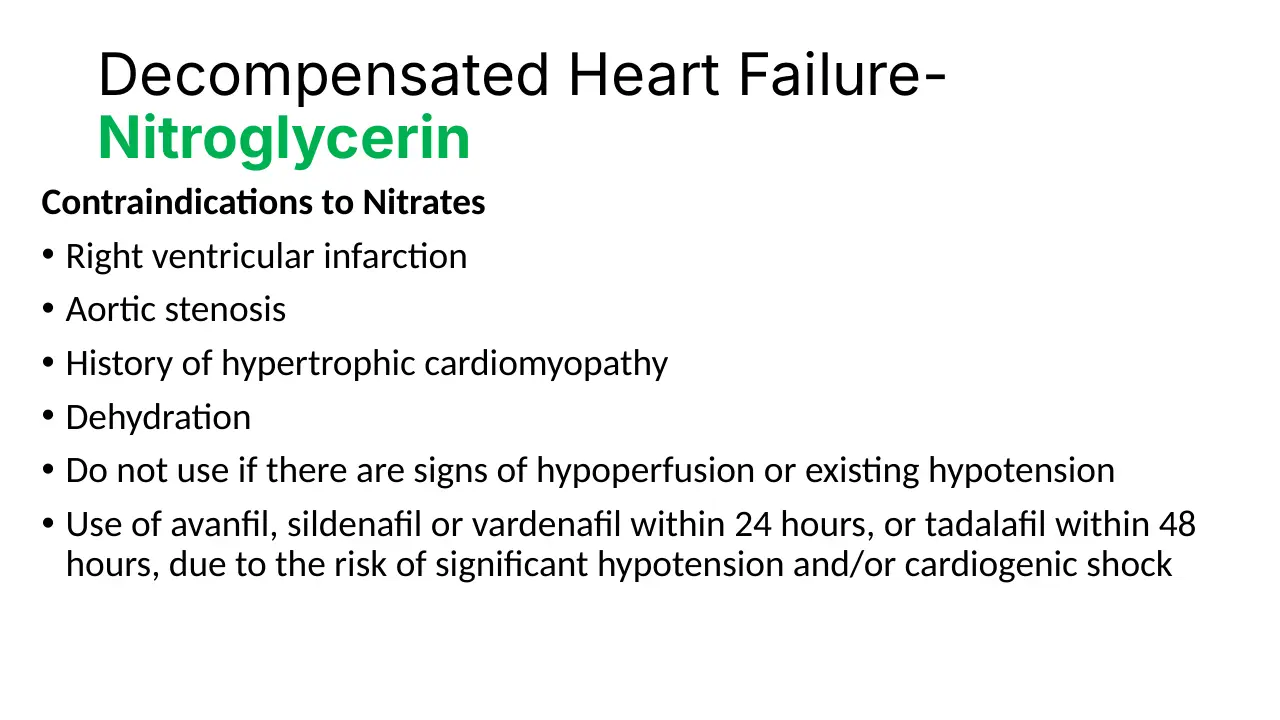 Decompensated Heart Failure-
Nitroglycerin
Contraindications to Nitrates
• Right ventricular infarction
• Aortic stenosis
• History of hypertrophic cardiomyopathy
• Dehydration
• Do not use if there are signs of hypoperfusion or existing hypotension
• Use of avanfil, sildenafil or vardenafil within 24 hours, or tadalafil within 48
hours, due to the risk of significant hypotension and/or cardiogenic shock